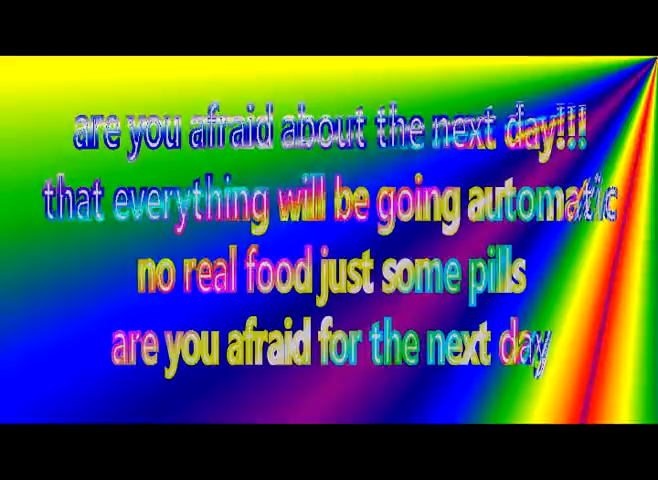 are you afraid about the next day!!!
that everything will be going automatic
no real food just some pills
are you afraid for the next day